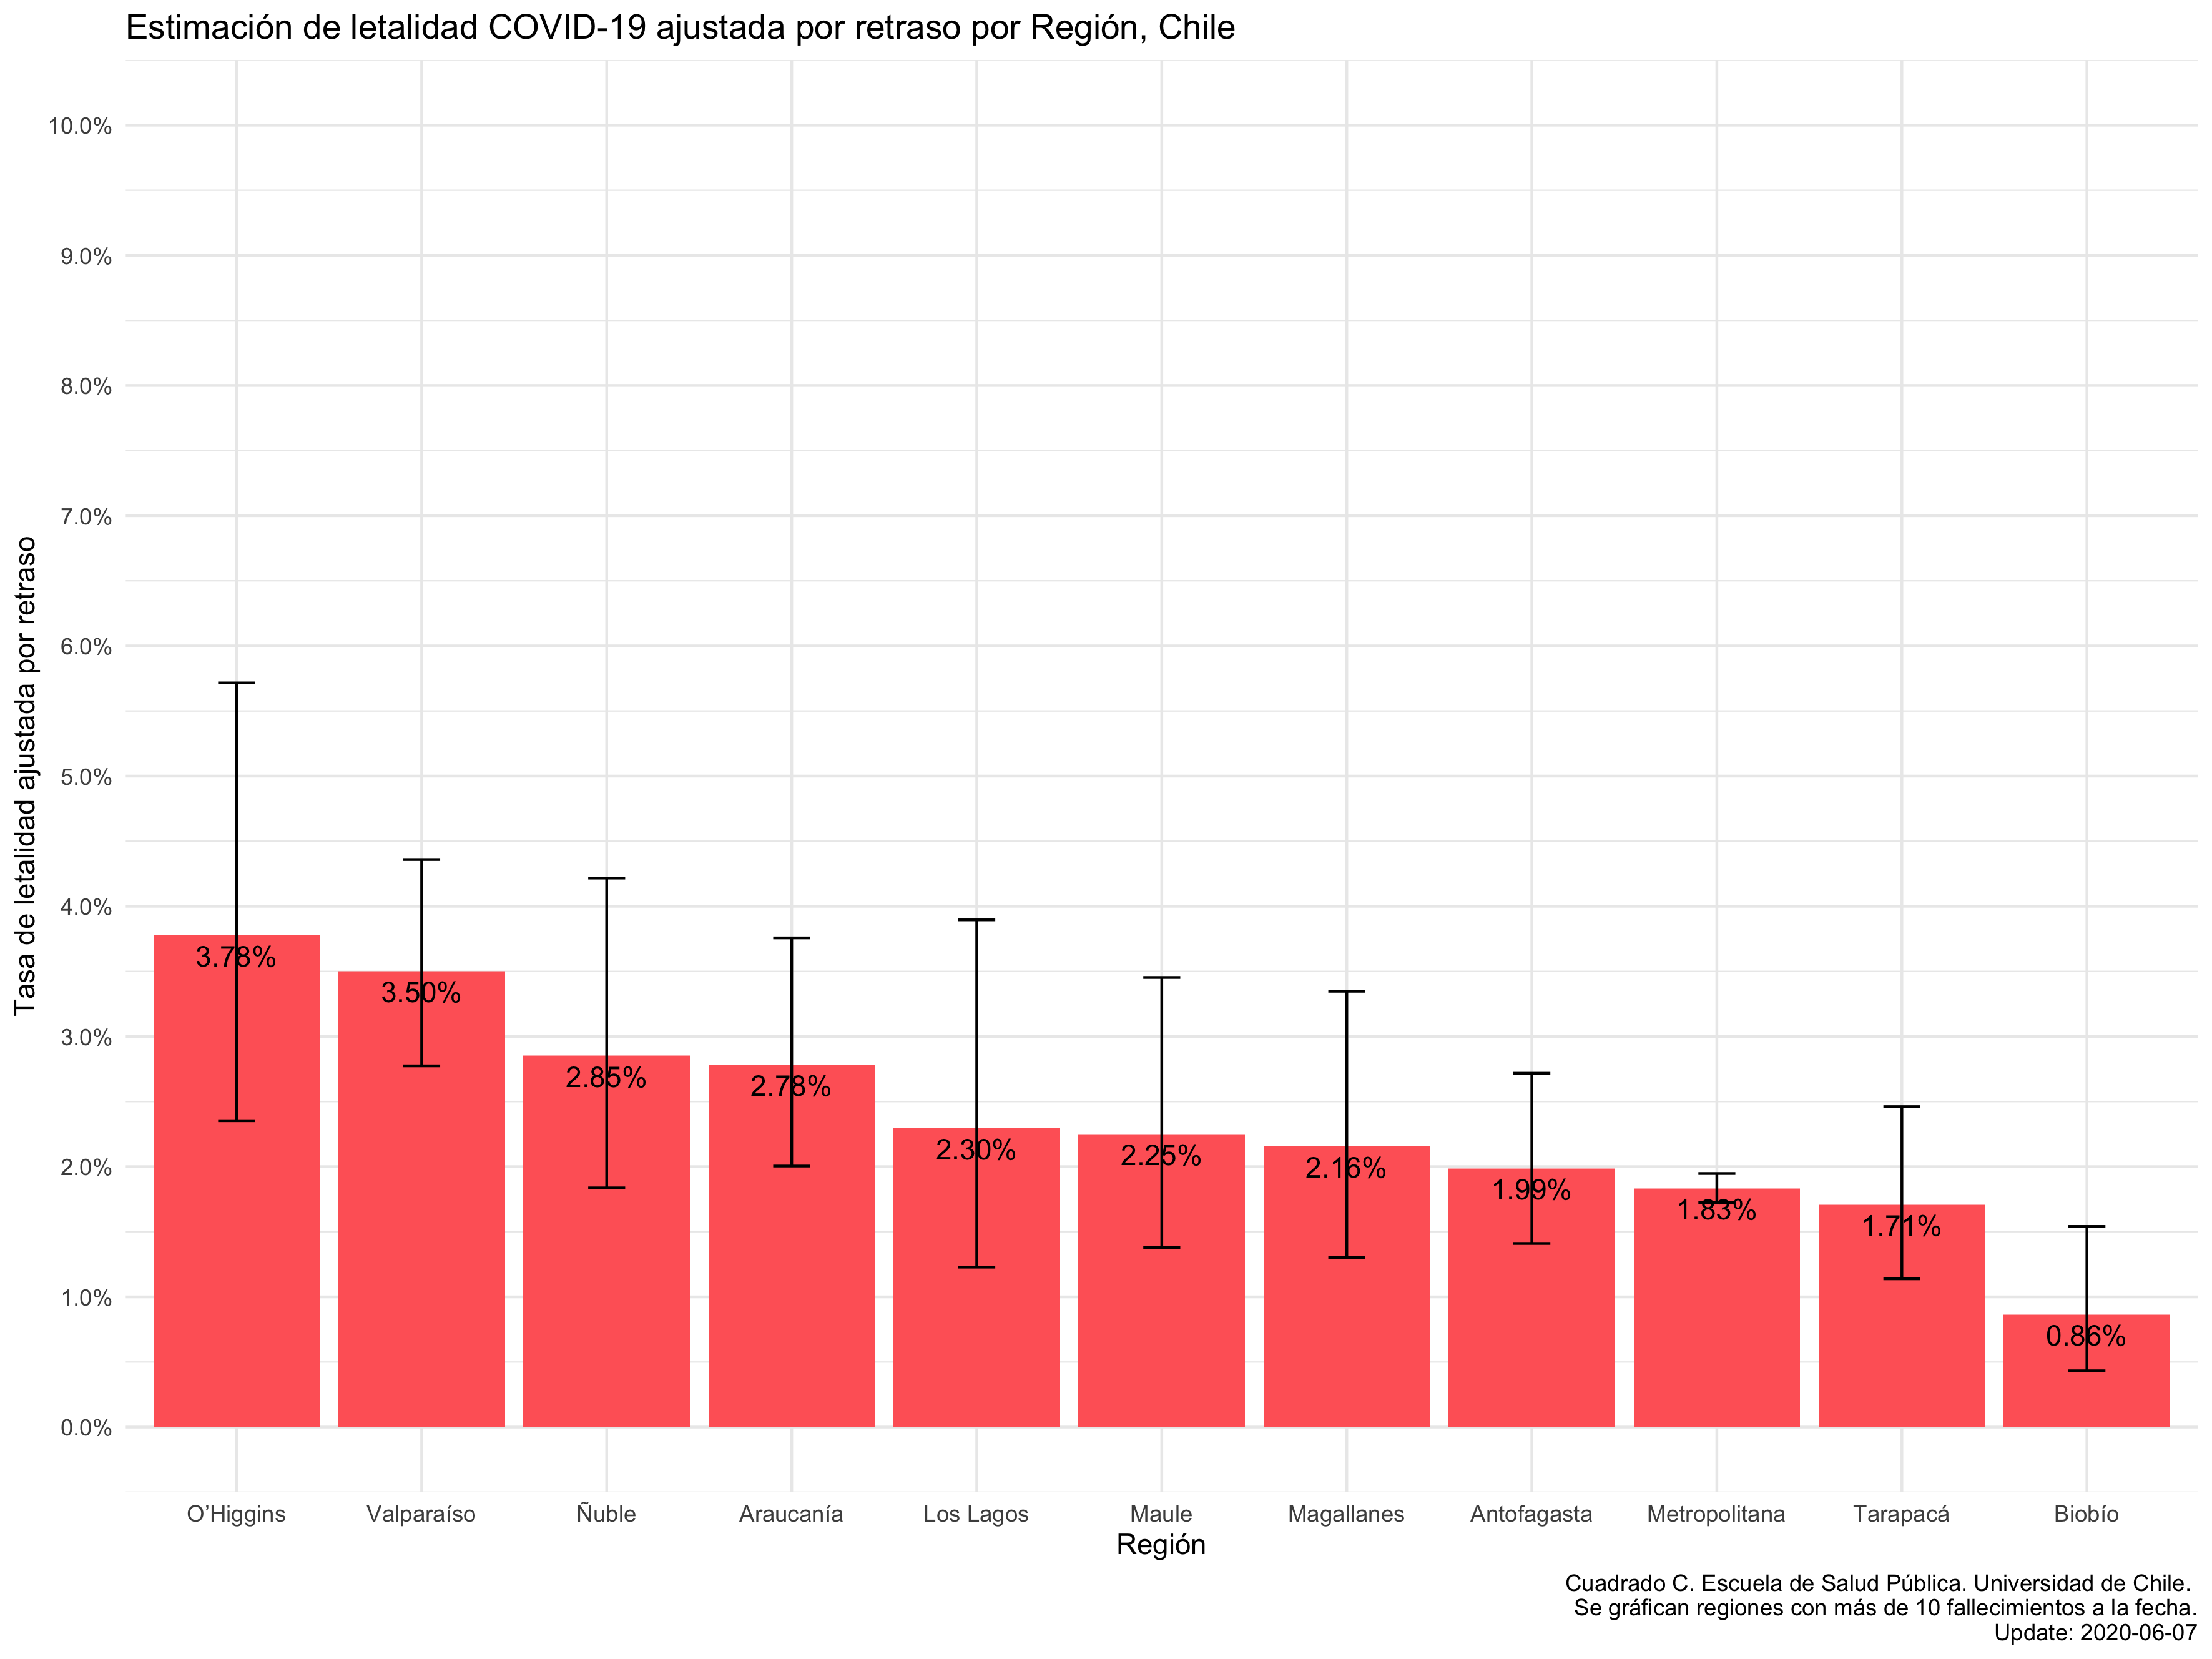 Estimación de letalidad COVID-19 ajustada por retraso por Región, Chile
Tasa de letalidad ajustada por retraso
10.0%
9.0%
8.0%
7.0%
6.0%
5.0%
4.0%
3.0%
2.0%
1.0%
0.0%
3.78%
3.50%
2.85%
2.78%
2.30%
2.25%
2.16%
1.99%
1.83%
1.71%
0.86%
O’Higgins
Valparaíso
Ñuble
Araucanía
Los Lagos
Maule
Magallanes
Antofagasta
Metropolitana
Tarapacá
Biobío
Región
Cuadrado C. Escuela de Salud Pública. Universidad de Chile.
Se gráfican regiones con más de 10 fallecimientos a la fecha.
Update: 2020-06-07